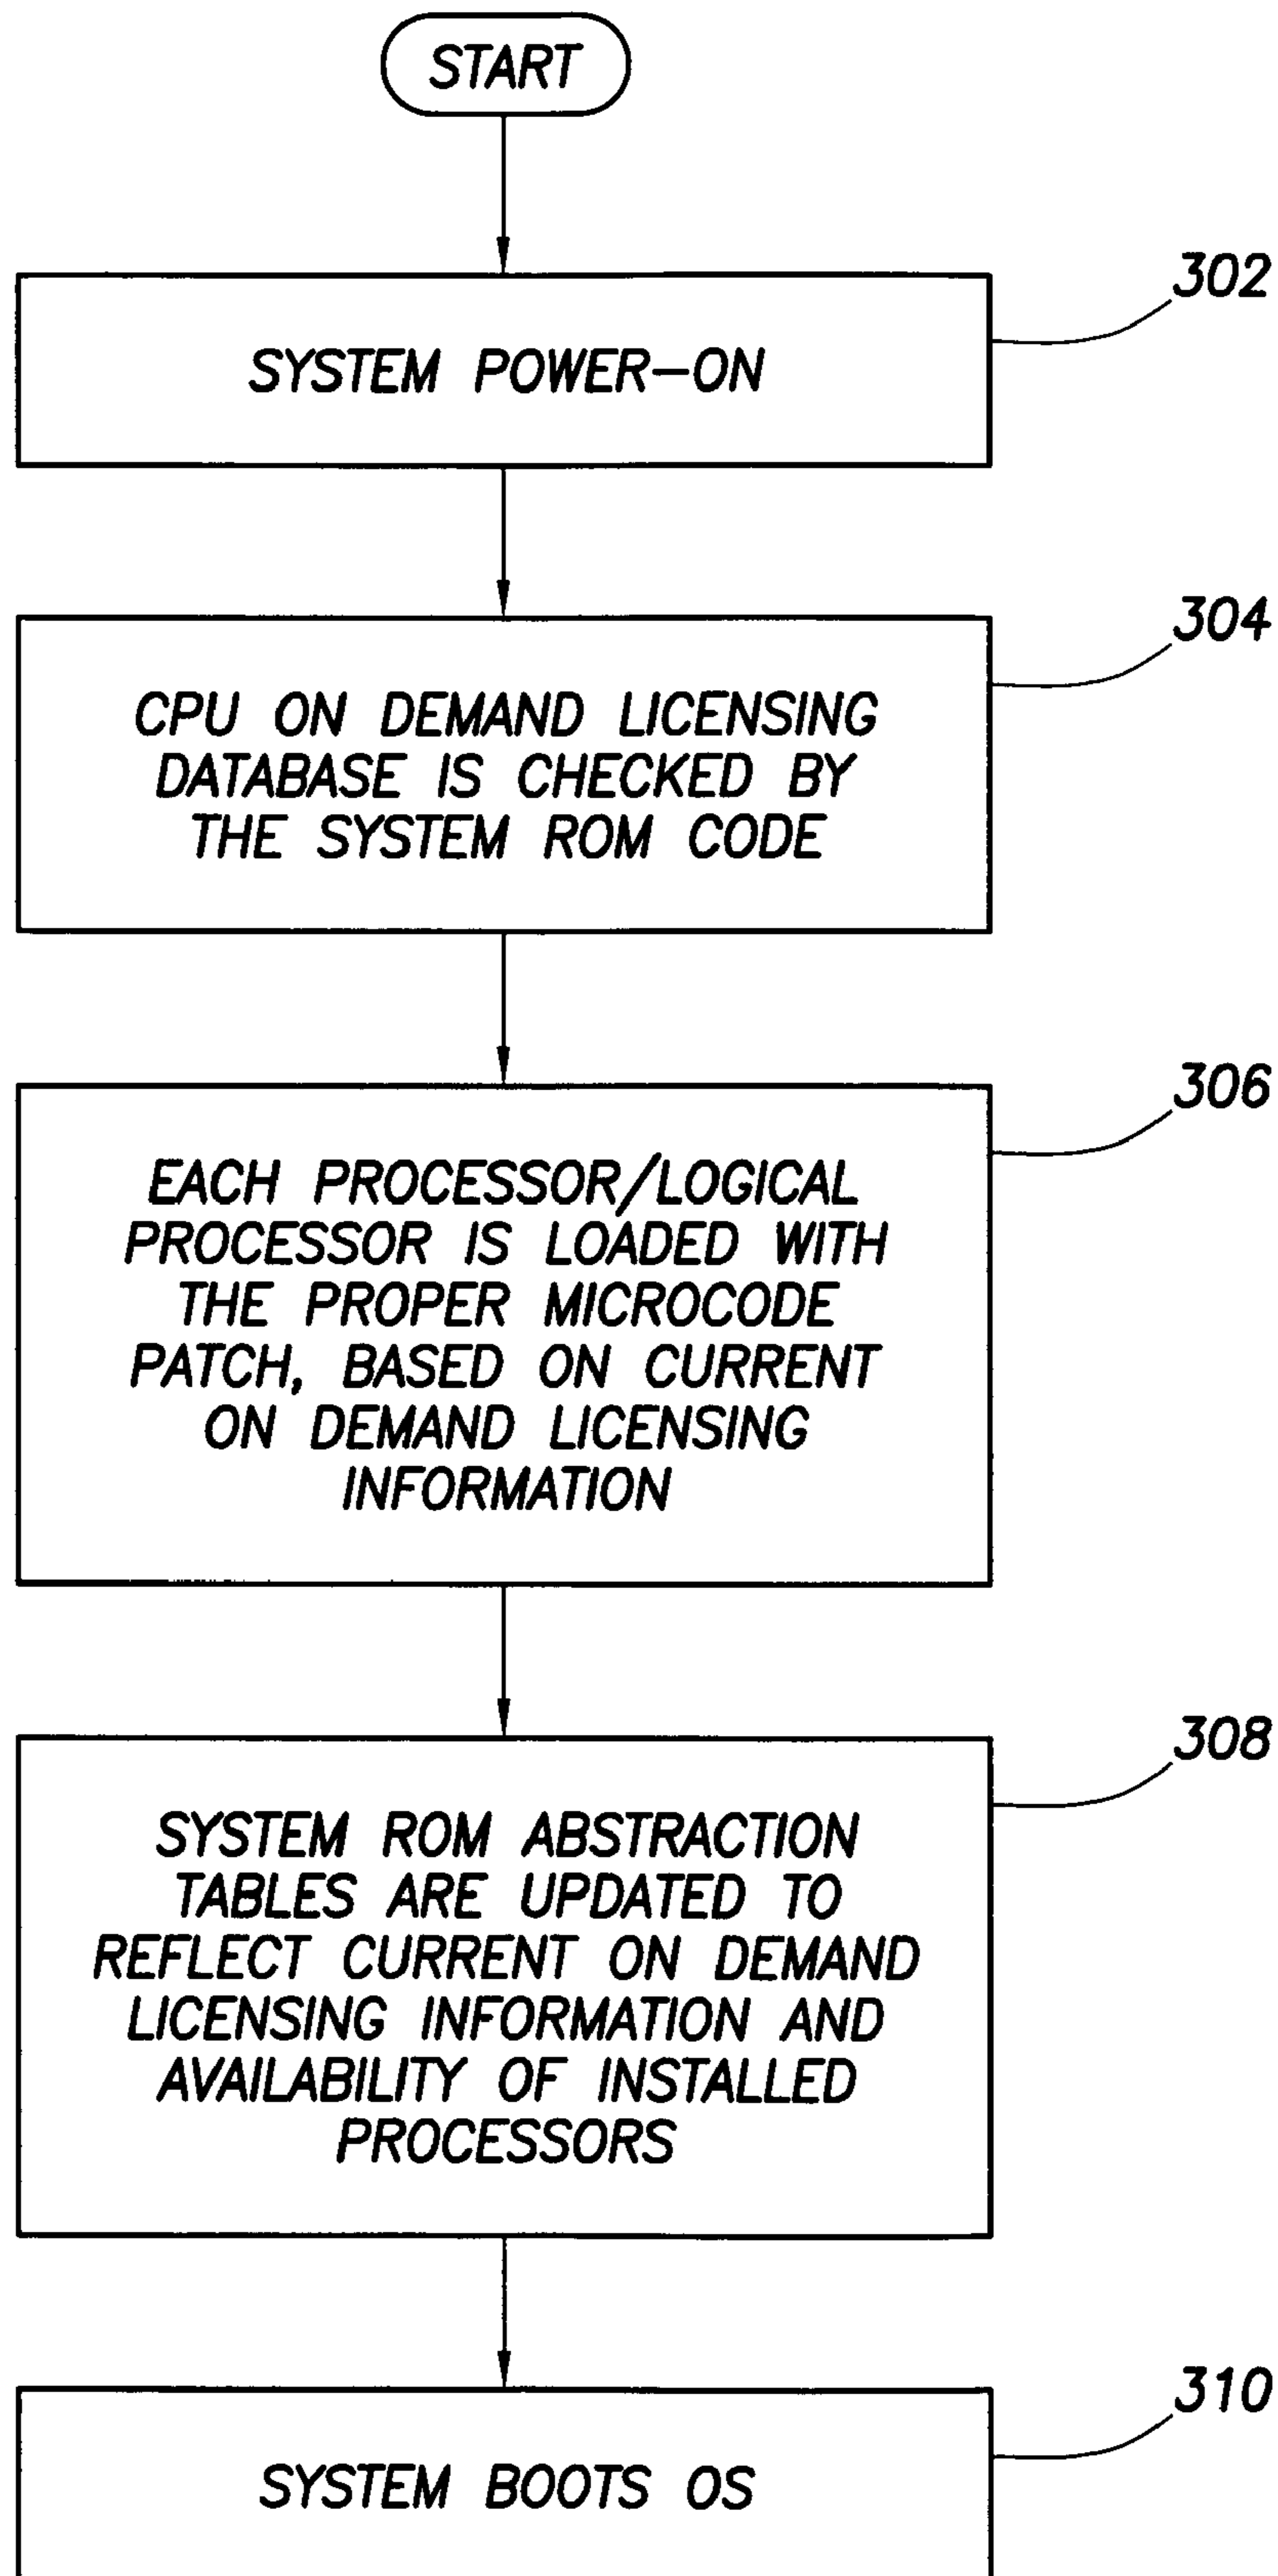 START
302
SYSTEM POWER-ON
304
CPU ON DEMAND LICENSING
DATABASE IS CHECKED BY
THE SYSTEM ROM CODE
306
EACH PROCESSOR/LOGICAL
PROCESSOR IS LOADED WITH
THE PROPER MICROCODE
PATCH, BASED ON CURRENT
ON DEMAND LICENSING
INFORMATION
308
SYSTEM ROM ABSTRACTION
TABLES ARE UPDATED TO
REFLECT CURRENT ON DEMAND
LICENSING INFORMATION AND
AVAILABILITY OF INSTALLED
PROCESSORS
310
SYSTEM BOOTS OS